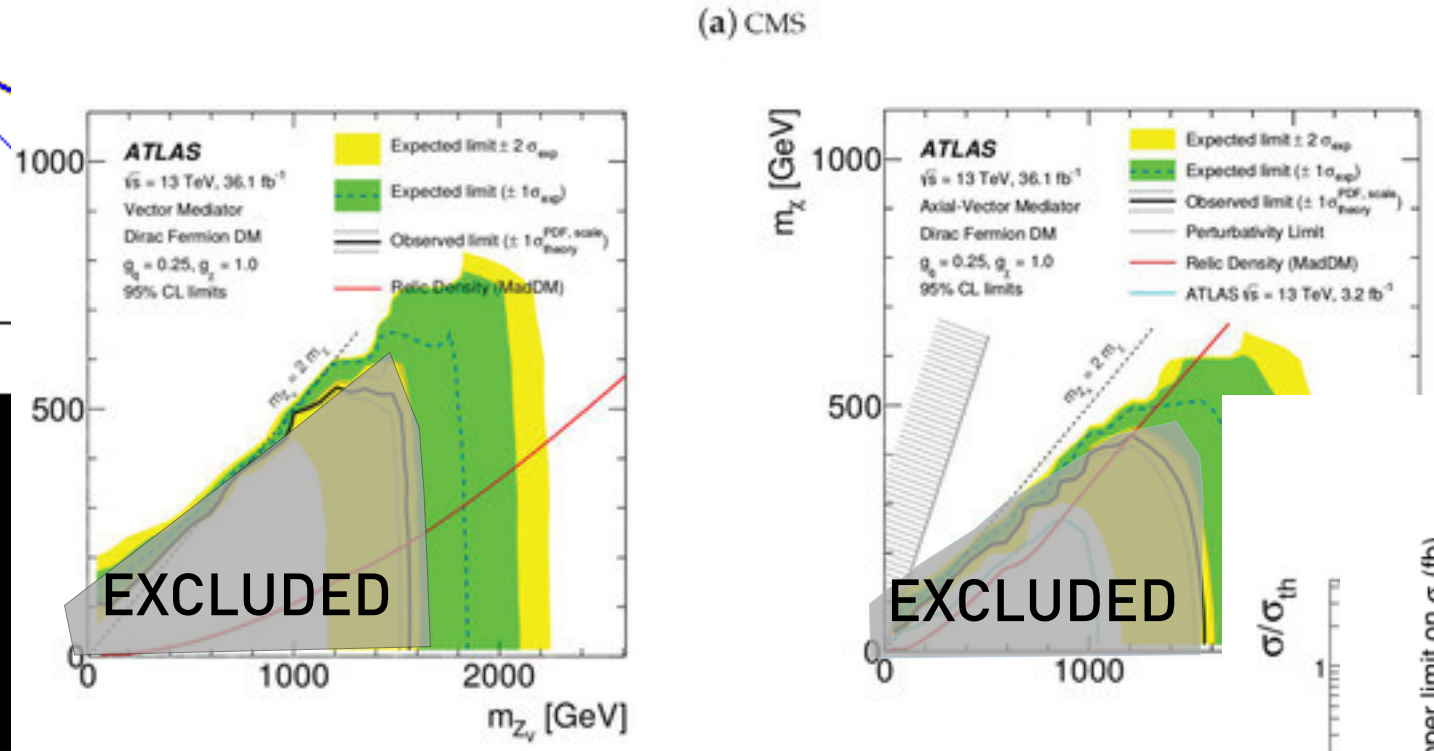 (a) CMS
ATLAS
√s = 13 TeV, 36.1 fb⁻¹
Vector Mediator
Dirac Fermion DM
g_q = 0.25, g_χ = 1.0
95% CL limits
Expected limit ± 2 σ_exp
Expected limit (± 1σ_exp)
Observed limit (± 1σ_theory^PDF, scale)
Relic Density (MadDM)
m_Zv = 2 m_χ
EXCLUDED
1000
500
0
0
1000
2000
m_Zv [GeV]
m_χ [GeV]
ATLAS
√s = 13 TeV, 36.1 fb⁻¹
Axial-Vector Mediator
Dirac Fermion DM
g_q = 0.25, g_χ = 1.0
95% CL limits
Expected limit ± 2 σ_exp
Expected limit (± 1σ_exp)
Observed limit (± 1σ_theory^PDF, scale)
Perturbativity Limit
Relic Density (MadDM)
ATLAS √s = 13 TeV, 3.2 fb⁻¹
EXCLUDED
1000
500
0
0
1000
σ/σ_th
1
limit on σ (fb)